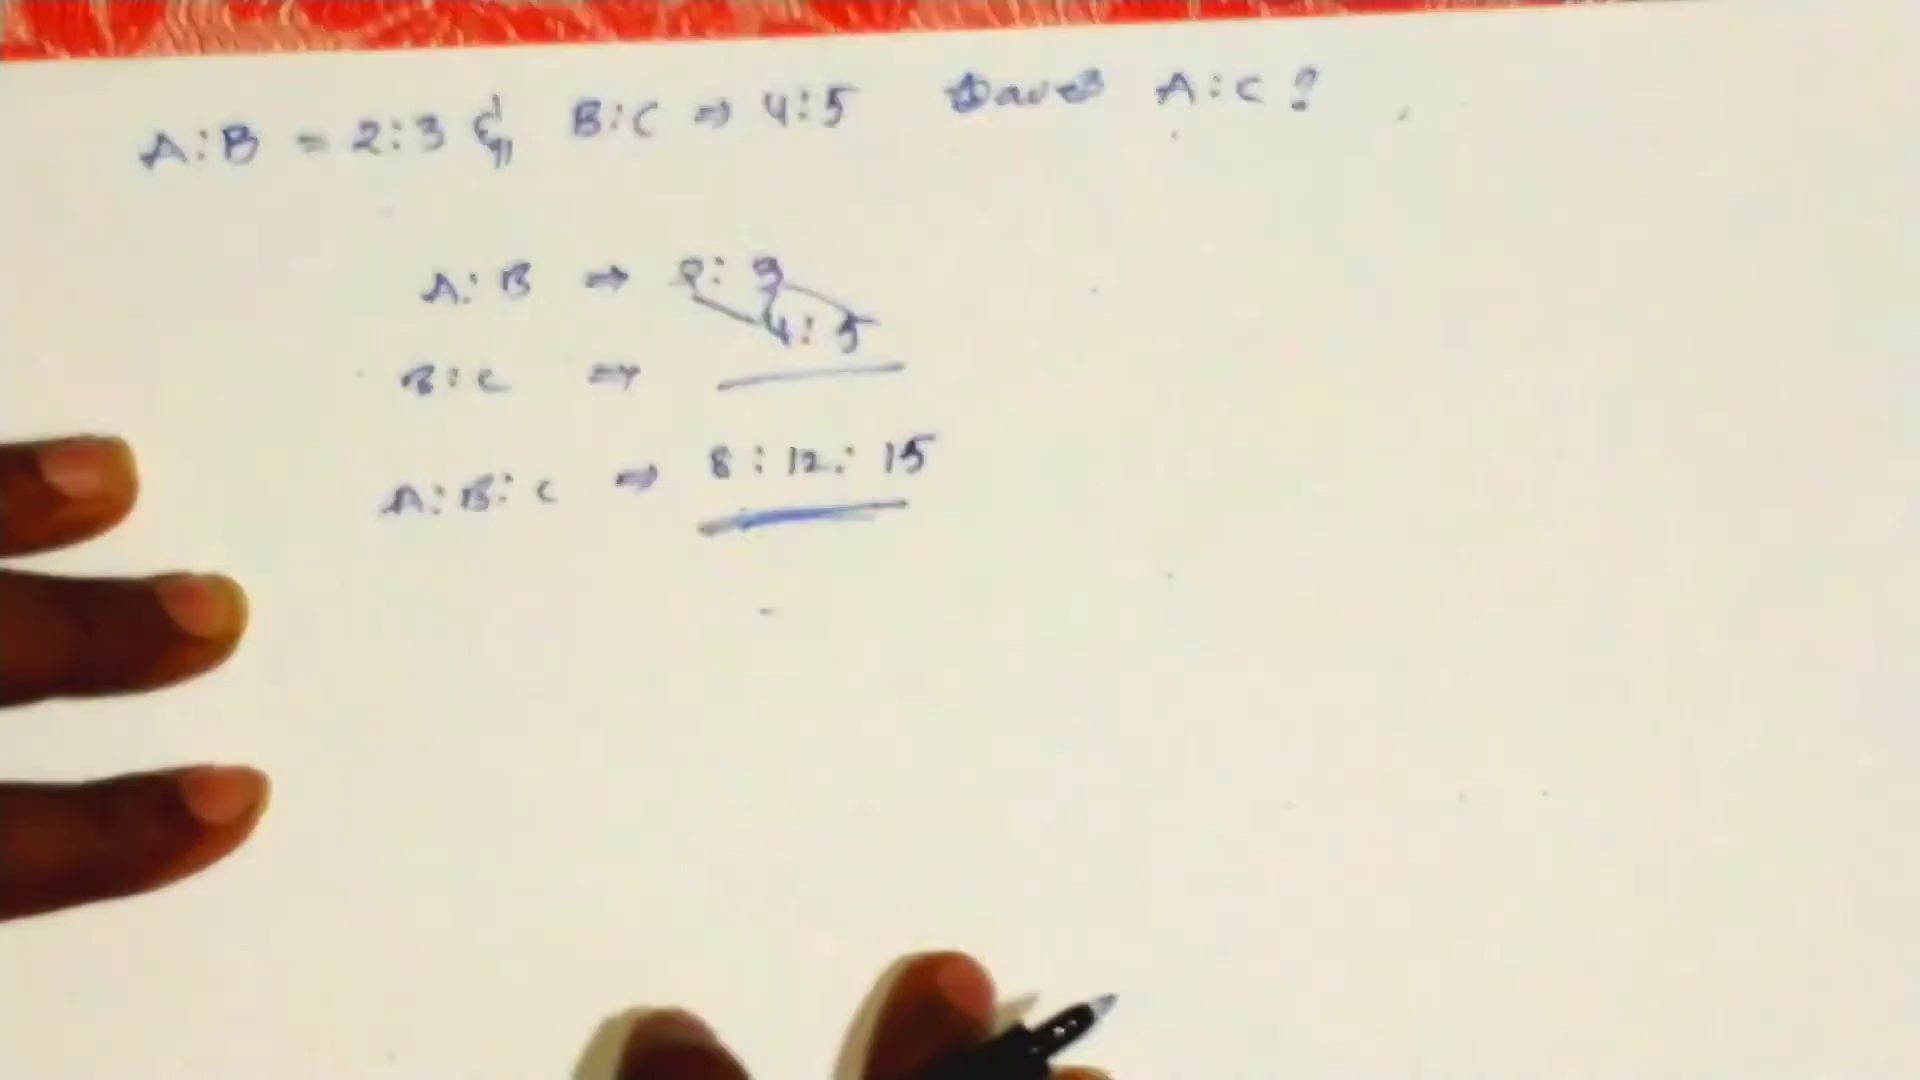 A:B = 2:3 & B:C ⇒ 4:5 A:C ?
A:B ⇒ 2:3
4:5
B:C ⇒
A:B:C ⇒ 8:12:15